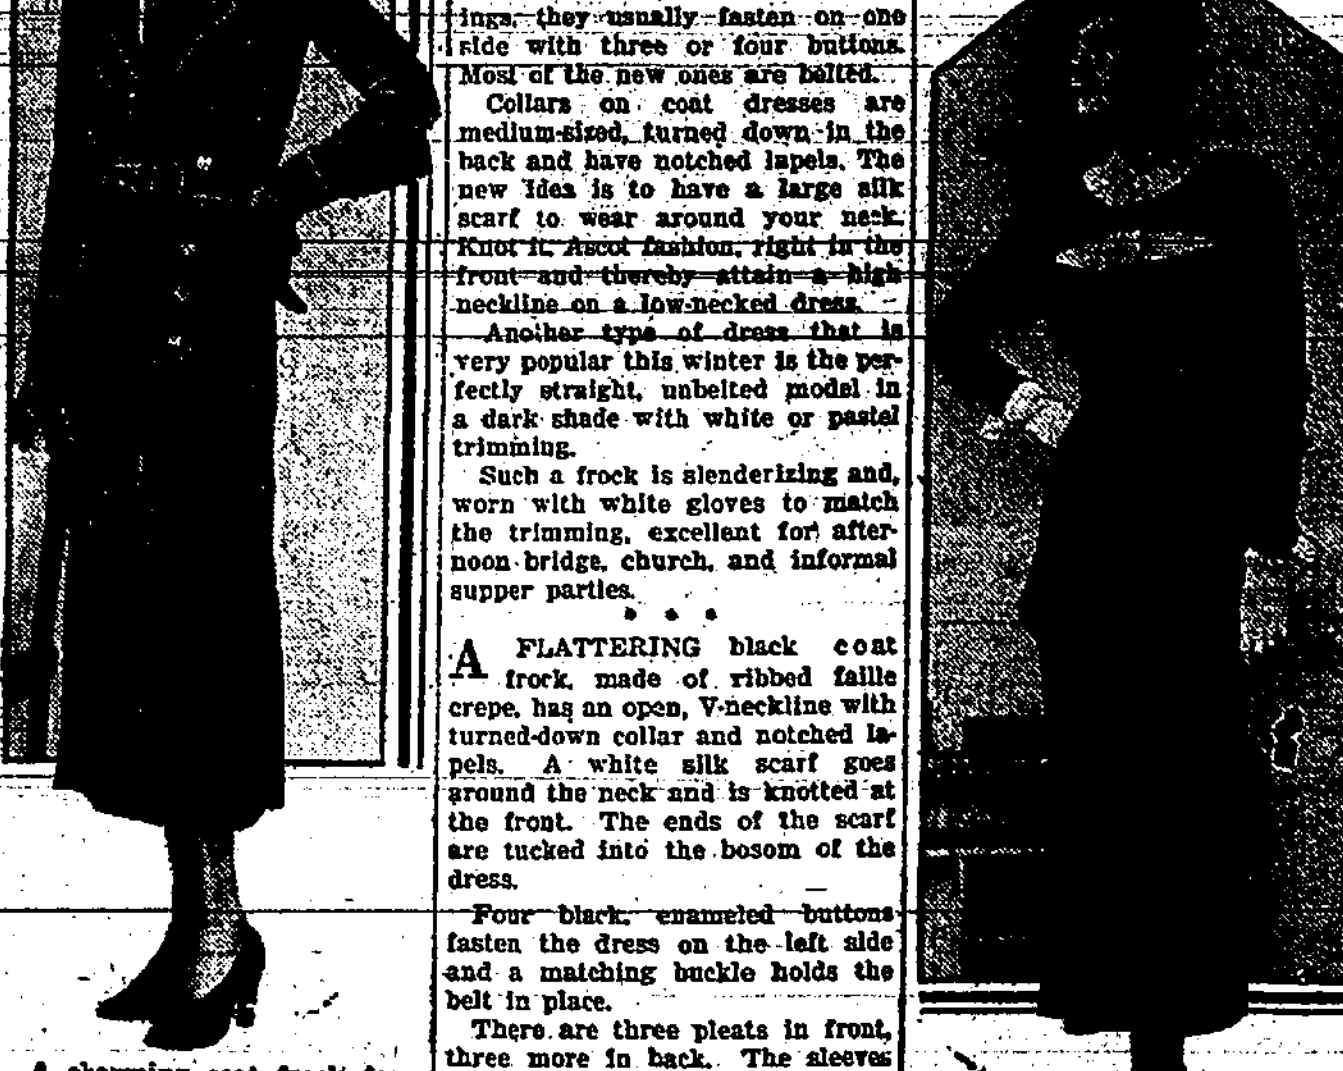 ings, they usually fasten on one
side with three or four buttons.
Most of the new ones are belted.
Collars on coat dresses are
medium-sized, turned down in the
back and have notched lapels. The
new idea is to have a large silk
scarf to wear around your neck.
Knot it, Ascot fashion, right in the
front and thereby attain a high
neckline on a low-necked dress.
Another type of dress that is
very popular this winter is the per-
fectly straight, unbelted model in
a dark shade with white or pastel
trimming.
Such a frock is slenderizing and,
worn with white gloves to match
the trimming, excellent for after-
noon bridge, church, and informal
supper parties.
• • •
A FLATTERING black coat
frock, made of ribbed faille
crepe, has an open, V-neckline with
turned-down collar and notched la-
pels. A white silk scarf goes
around the neck and is knotted at
the front. The ends of the scarf
are tucked into the bosom of the
dress.
Four black, enameled buttons
fasten the dress on the left side
and a matching buckle holds the
belt in place.
There are three pleats in front,
three more in back. The sleeves
A charming coat frock